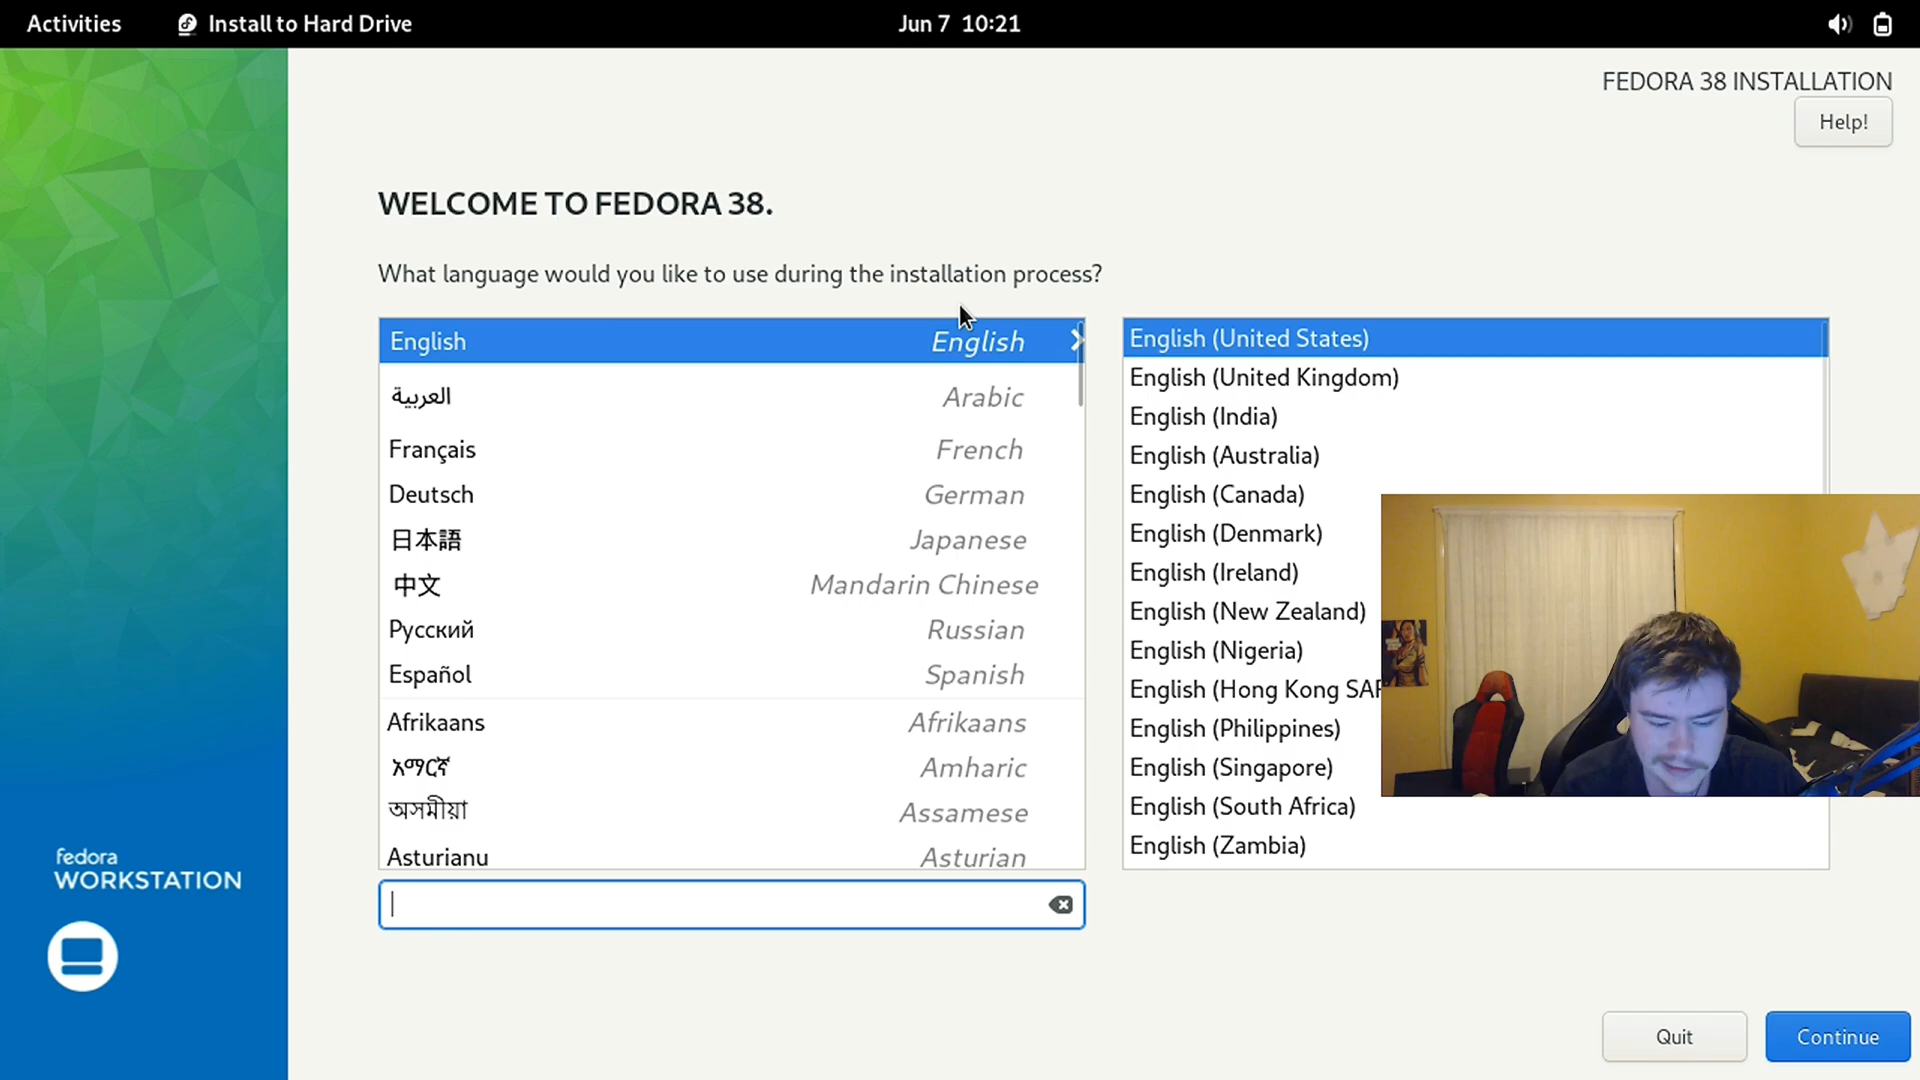 Activities
Install to Hard Drive
Jun 7 10:21
FEDORA 38 INSTALLATION
Help!
WELCOME TO FEDORA 38.
What language would you like to use during the installation process?
English English
العربية Arabic
Français French
Deutsch German
日本語 Japanese
中文 Mandarin Chinese
Русский Russian
Español Spanish
Afrikaans Afrikaans
አማርኛ Amharic
অসমীয়া Assamese
Asturianu Asturian
English (United States)
English (United Kingdom)
English (India)
English (Australia)
English (Canada)
English (Denmark)
English (Ireland)
English (New Zealand)
English (Nigeria)
English (Hong Kong
English (Philippines)
English (Singapore)
English (South Africa)
English (Zambia)
fedora
WORKSTATION
Quit
Continue